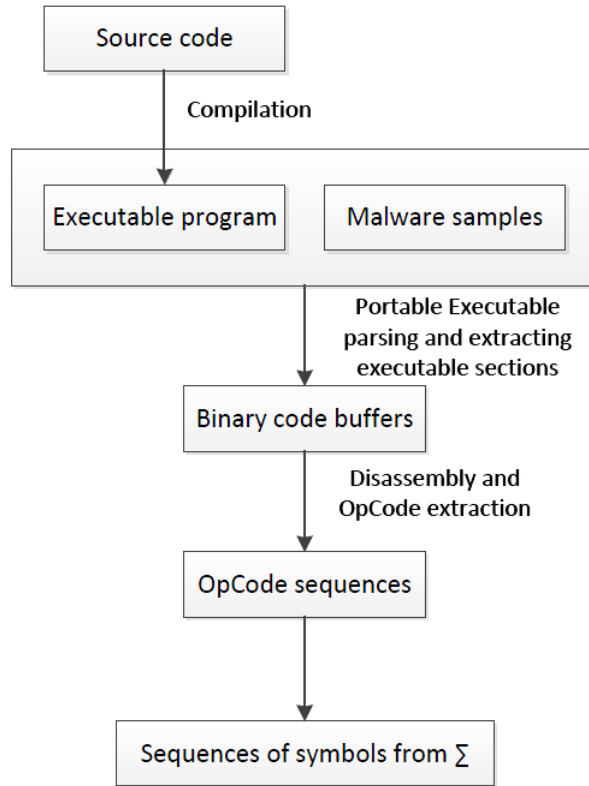 Source code
Compilation
Executable program
Malware samples
Portable Executable
parsing and extracting
executable sections
Binary code buffers
Disassembly and
OpCode extraction
OpCode sequences
Sequences of symbols from ∑